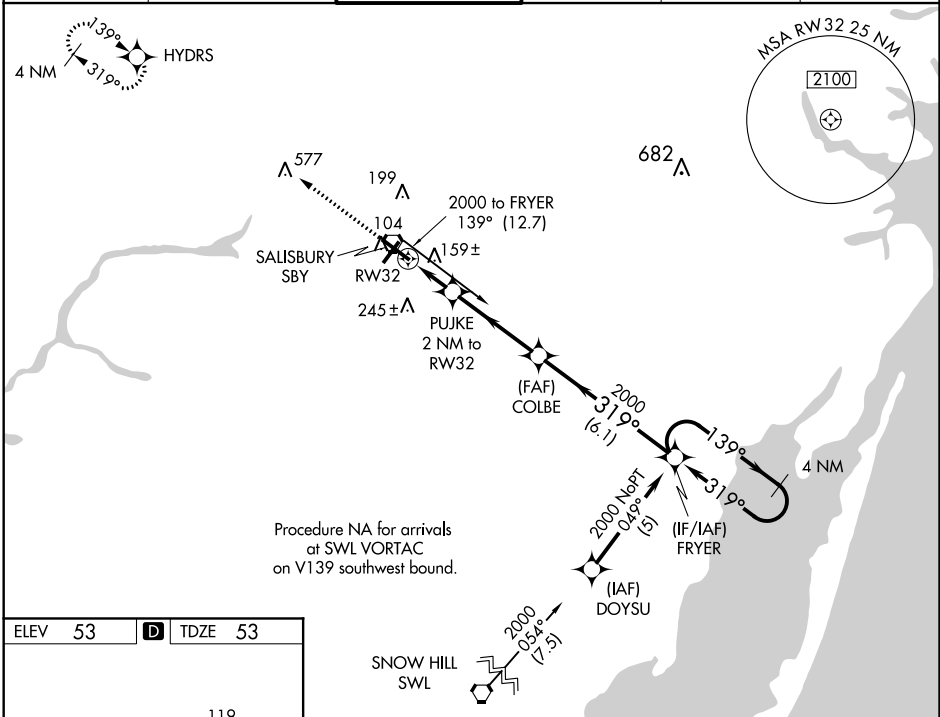 139°
HYDRS
4 NM
319°
MSA RW32 25 NM
2100
577
199
682
2000 to FRYER
139° (12.7)
104
159±
SALISBURY
SBY
RW32
245±
PUJKE
2 NM to
RW32
(FAF)
COLBE
2000
319°
(6.1)
139°
4 NM
319°
2000 NoPT
049°
(5)
(IF/IAF)
FRYER
Procedure NA for arrivals
at SWL VORTAC
on V139 southwest bound.
(IAF)
DOYSU
2000
054°
(7.5)
SNOW HILL
SWL
ELEV 53 D TDZE 53